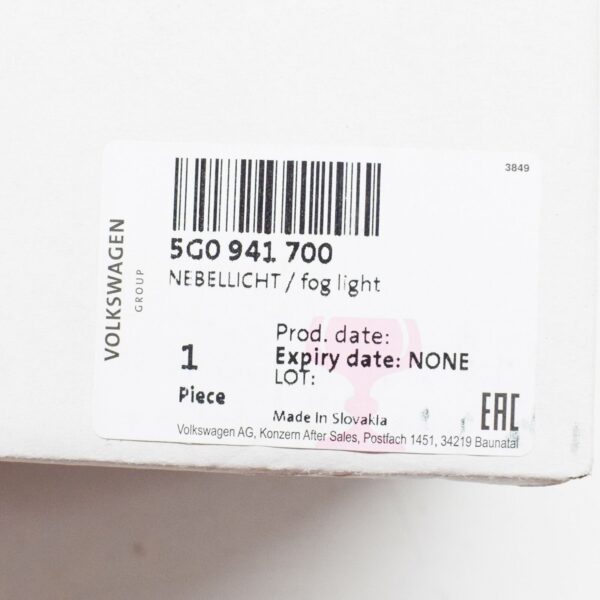 3849
VOLKSWAGEN
GROUP
5G0 941 700
NEBELLICHT / fog light
1
Piece
Prod. date:
Expiry date: NONE
LOT:
Made In Slovakia
EAC
Volkswagen AG, Konzern After Sales, Postfach 1451, 34219 Baunatal